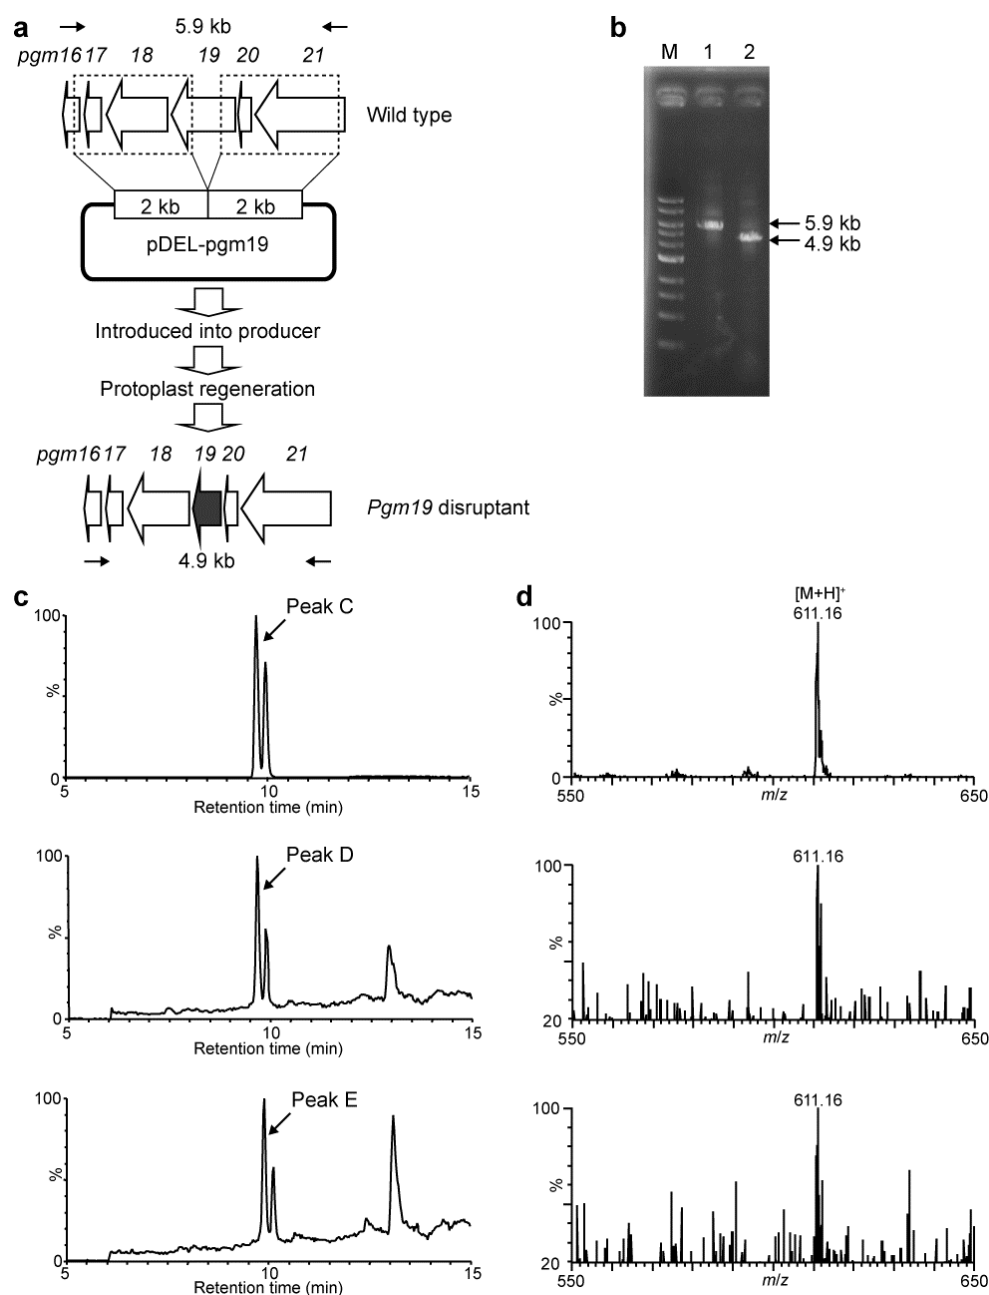 a
5.9 kb
pgm16 17 18 19 20 21
Wild type
2 kb 2 kb
pDEL-pgm19
Introduced into producer
Protoplast regeneration
pgm16 17 18 19 20 21
Pgm19 disruptant
4.9 kb
b
M 1 2
5.9 kb
4.9 kb
c
Peak C
100
%
0
5 10 15
Retention time (min)
Peak D
100
%
0
5 10 15
Retention time (min)
Peak E
100
%
0
5 10 15
Retention time (min)
d
[M+H]+
611.16
100
%
0
550 m/z 650
611.16
100
%
20
550 m/z 650
611.16
100
%
20
550 m/z 650